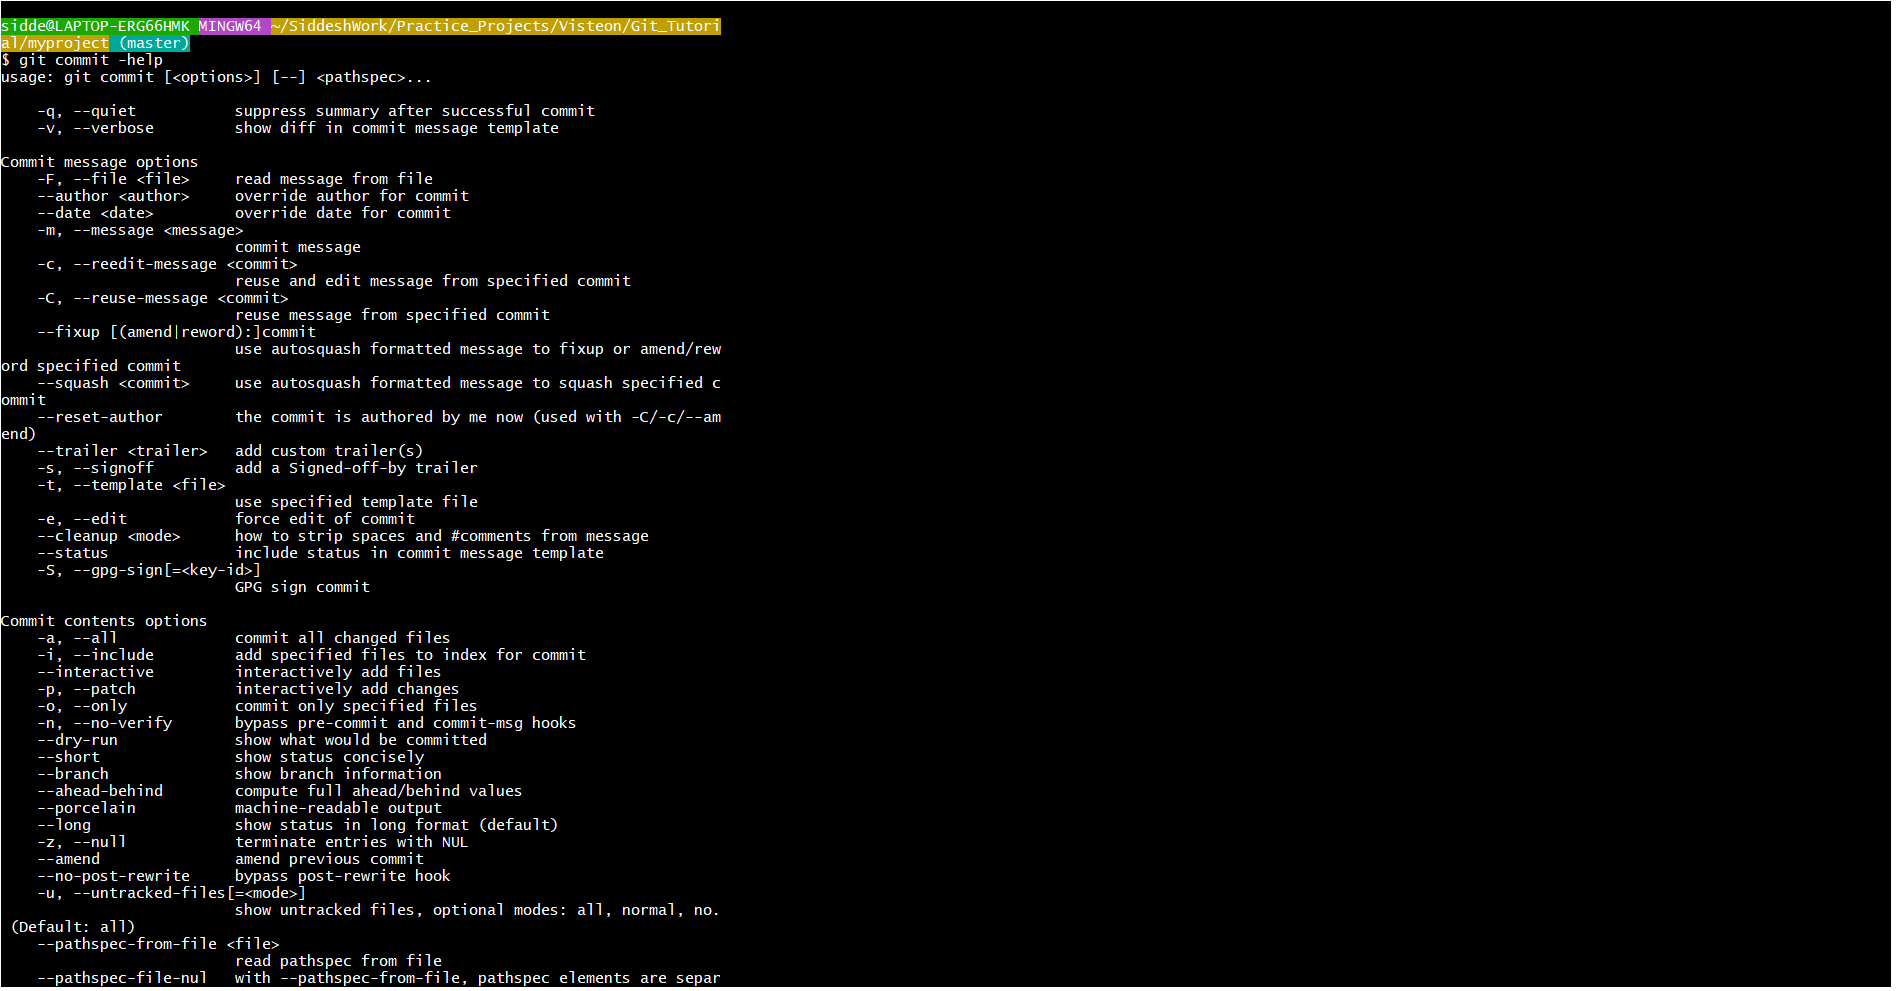 sidde@LAPTOP-ERG66HMK MINGW64 ~/SiddeshWork/Practice_Projects/Visteon/Git_Tutori
al/myproject (master)
$ git commit -help
usage: git commit [<options>] [--] <pathspec>...
-q, --quiet suppress summary after successful commit
-v, --verbose show diff in commit message template
Commit message options
-F, --file <file> read message from file
--author <author> override author for commit
--date <date> override date for commit
-m, --message <message>
commit message
-c, --reedit-message <commit>
reuse and edit message from specified commit
-C, --reuse-message <commit>
reuse message from specified commit
--fixup [(amend|reword):]commit
use autosquash formatted message to fixup or amend/rew
ord specified commit
--squash <commit> use autosquash formatted message to squash specified c
ommit
--reset-author the commit is authored by me now (used with -C/-c/--am
end)
--trailer <trailer> add custom trailer(s)
-s, --signoff add a Signed-off-by trailer
-t, --template <file>
use specified template file
-e, --edit force edit of commit
--cleanup <mode> how to strip spaces and #comments from message
--status include status in commit message template
-S, --gpg-sign[=<key-id>]
GPG sign commit
Commit contents options
-a, --all commit all changed files
-i, --include add specified files to index for commit
--interactive interactively add files
-p, --patch interactively add changes
-o, --only commit only specified files
-n, --no-verify bypass pre-commit and commit-msg hooks
--dry-run show what would be committed
--short show status concisely
--branch show branch information
--ahead-behind compute full ahead/behind values
--porcelain machine-readable output
--long show status in long format (default)
-z, --null terminate entries with NUL
--amend amend previous commit
--no-post-rewrite bypass post-rewrite hook
-u, --untracked-files[=<mode>]
show untracked files, optional modes: all, normal, no.
(Default: all)
--pathspec-from-file <file>
read pathspec from file
--pathspec-file-nul with --pathspec-from-file, pathspec elements are separ